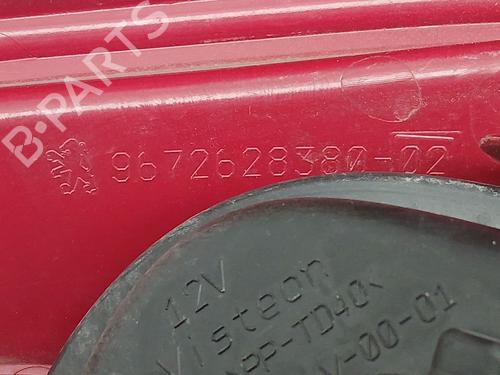 B-PARTS
9672628380-02
12V
Visteon
PP-TD40
V-00-01